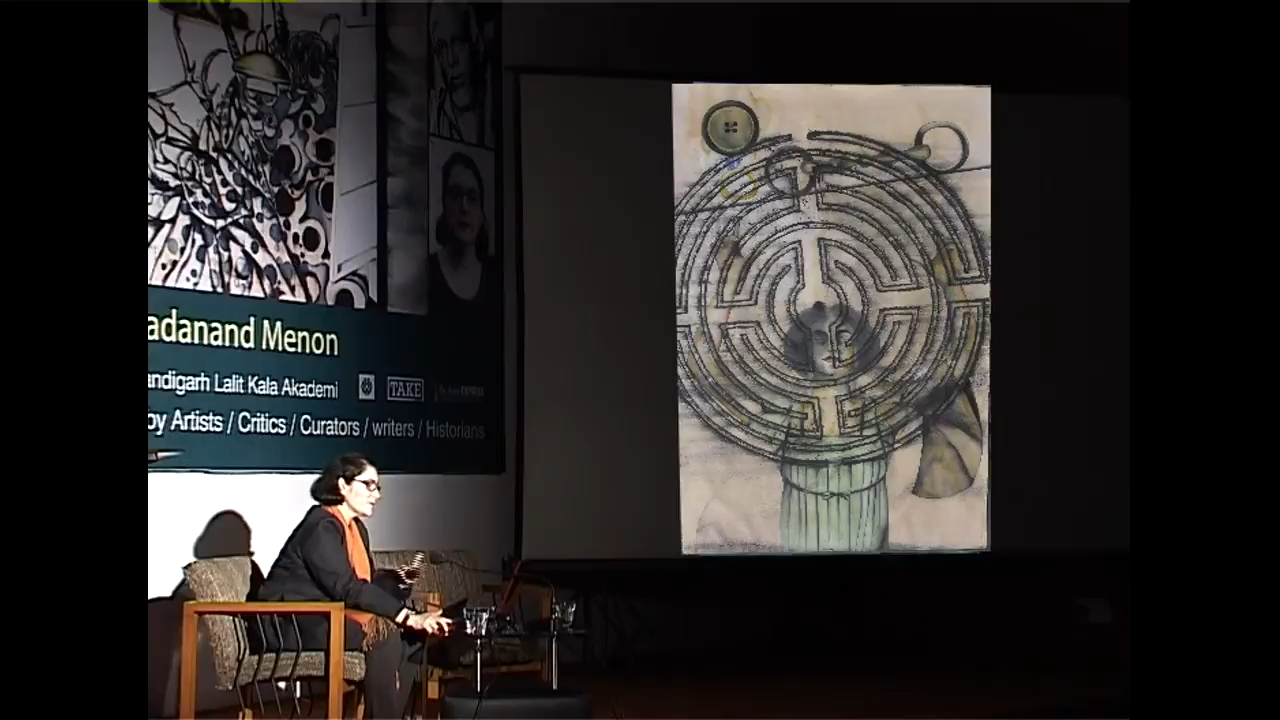 adanand Menon
andigarh Lalit Kala Akademi
TAKE
by Artists / Critics / Curators / writers / Historians